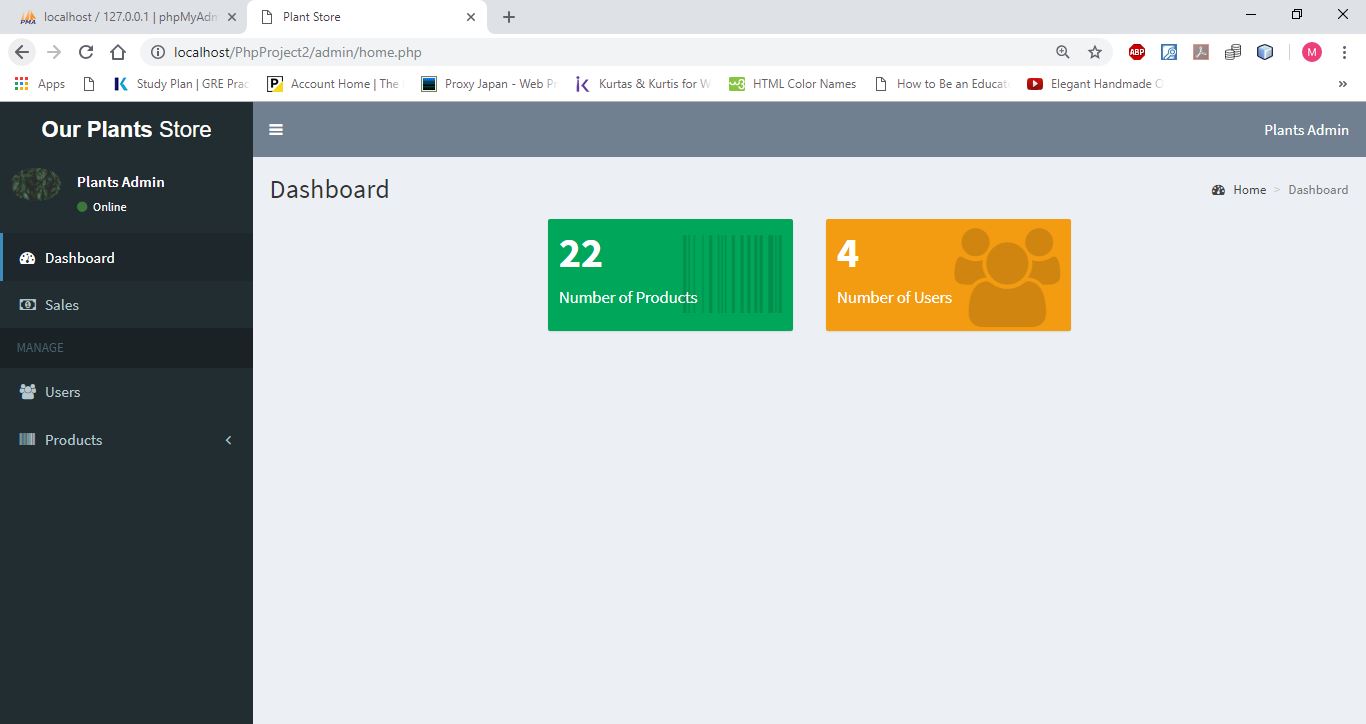 localhost / 127.0.0.1 | phpMyAdm
Plant Store
localhost/PhpProject2/admin/home.php
ABP
M
Apps
Study Plan | GRE Prac
Account Home | The
Proxy Japan - Web Pr
Kurtas & Kurtis for W
HTML Color Names
How to Be an Educate
Elegant Handmade C
»
Our Plants Store
Plants Admin
Plants Admin
Online
Dashboard
Home > Dashboard
22
Number of Products
4
Number of Users
Dashboard
Sales
MANAGE
Users
Products